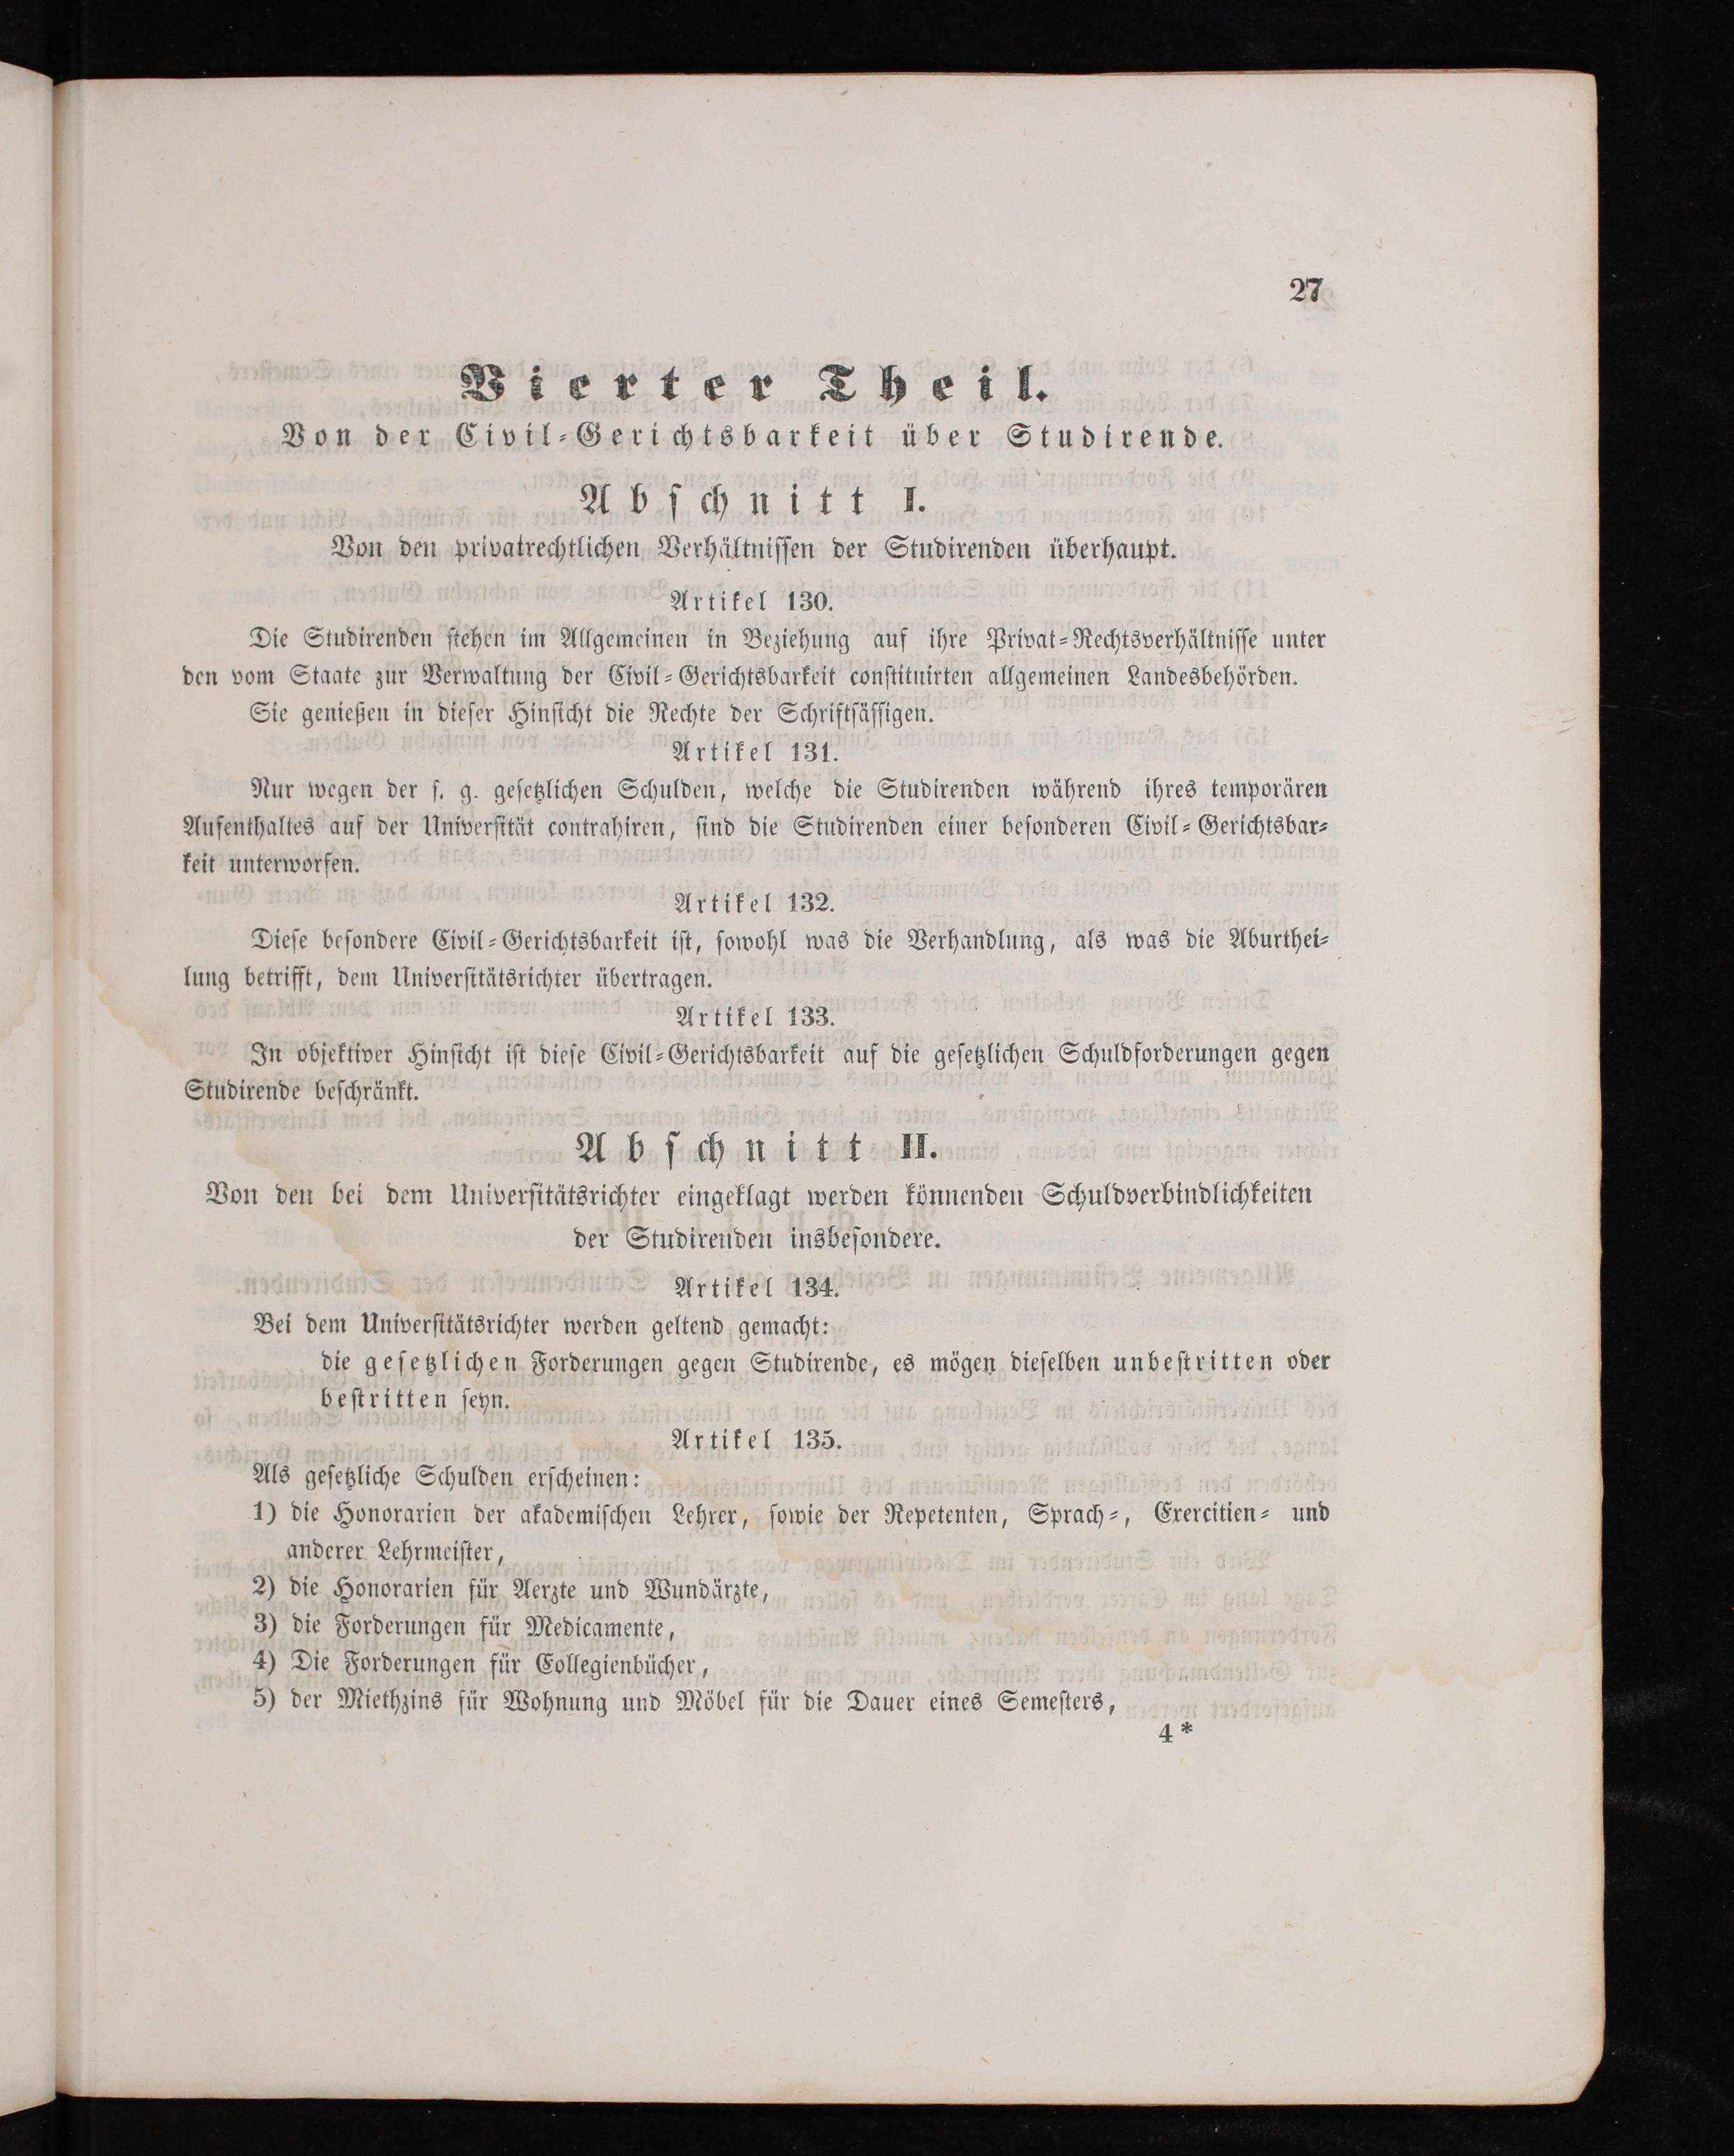 27
Vierter Theil.
Von der Civil-Gerichtsbarkeit über Studirende.
Abschnitt I.
Von den privatrechtlichen Verhältnissen der Studirenden überhaupt.
Artikel 130.
Die Studirenden stehen im Allgemeinen in Beziehung auf ihre Privat-Rechtsverhältnisse unter
den vom Staate zur Verwaltung der Civil-Gerichtsbarkeit constituirten allgemeinen Landesbehörden.
Sie genießen in dieser Hinsicht die Rechte der Schriftsässigen.
Artikel 131.
Nur wegen der s. g. gesetzlichen Schulden, welche die Studirenden während ihres temporären
Aufenthaltes auf der Universität contrahiren, sind die Studirenden einer besonderen Civil-Gerichtsbar-
keit unterworfen.
Artikel 132.
Diese besondere Civil-Gerichtsbarkeit ist, sowohl was die Verhandlung, als was die Aburthei-
lung betrifft, dem Universitätsrichter übertragen.
Artikel 133.
In objektiver Hinsicht ist diese Civil-Gerichtsbarkeit auf die gesetzlichen Schuldforderungen gegen
Studirende beschränkt.
Abschnitt II.
Von den bei dem Universitätsrichter eingeklagt werden könnenden Schuldverbindlichkeiten
der Studirenden insbesondere.
Artikel 134.
Bei dem Universitätsrichter werden geltend gemacht:
die gesetzlichen Forderungen gegen Studirende, es mögen dieselben unbestritten oder
bestritten seyn.
Artikel 135.
Als gesetzliche Schulden erscheinen:
1) die Honorarien der akademischen Lehrer, sowie der Repetenten, Sprach-, Exercitien- und
anderer Lehrmeister,
2) die Honorarien für Aerzte und Wundärzte,
3) die Forderungen für Medicamente,
4) Die Forderungen für Collegienbücher,
5) der Miethzins für Wohnung und Möbel für die Dauer eines Semesters,
4*